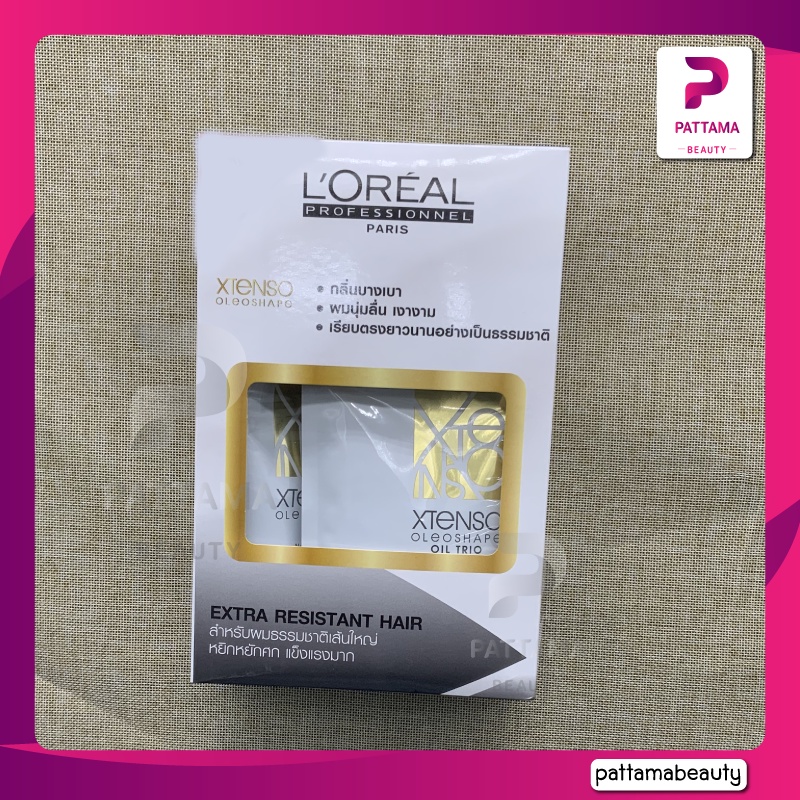 PATTAMA
BEAUTY
L'ORÉAL
PROFESSIONNEL
PARIS
XTENSO
OLEOSHAPE
• กลิ่นบางเบา
• ผมนุ่มลื่น เงางาม
• เรียบตรงยาวนานอย่างเป็นธรรมชาติ
XTENSO
OLEOSHAPE
OIL TRIO
PATTAMA
BEAUTY
EXTRA RESISTANT HAIR
สำหรับผมธรรมชาติเส้นใหญ่
หยิกหยักศก แข็งแรงมาก
PATTAMA
BEAUTY
pattamabeauty